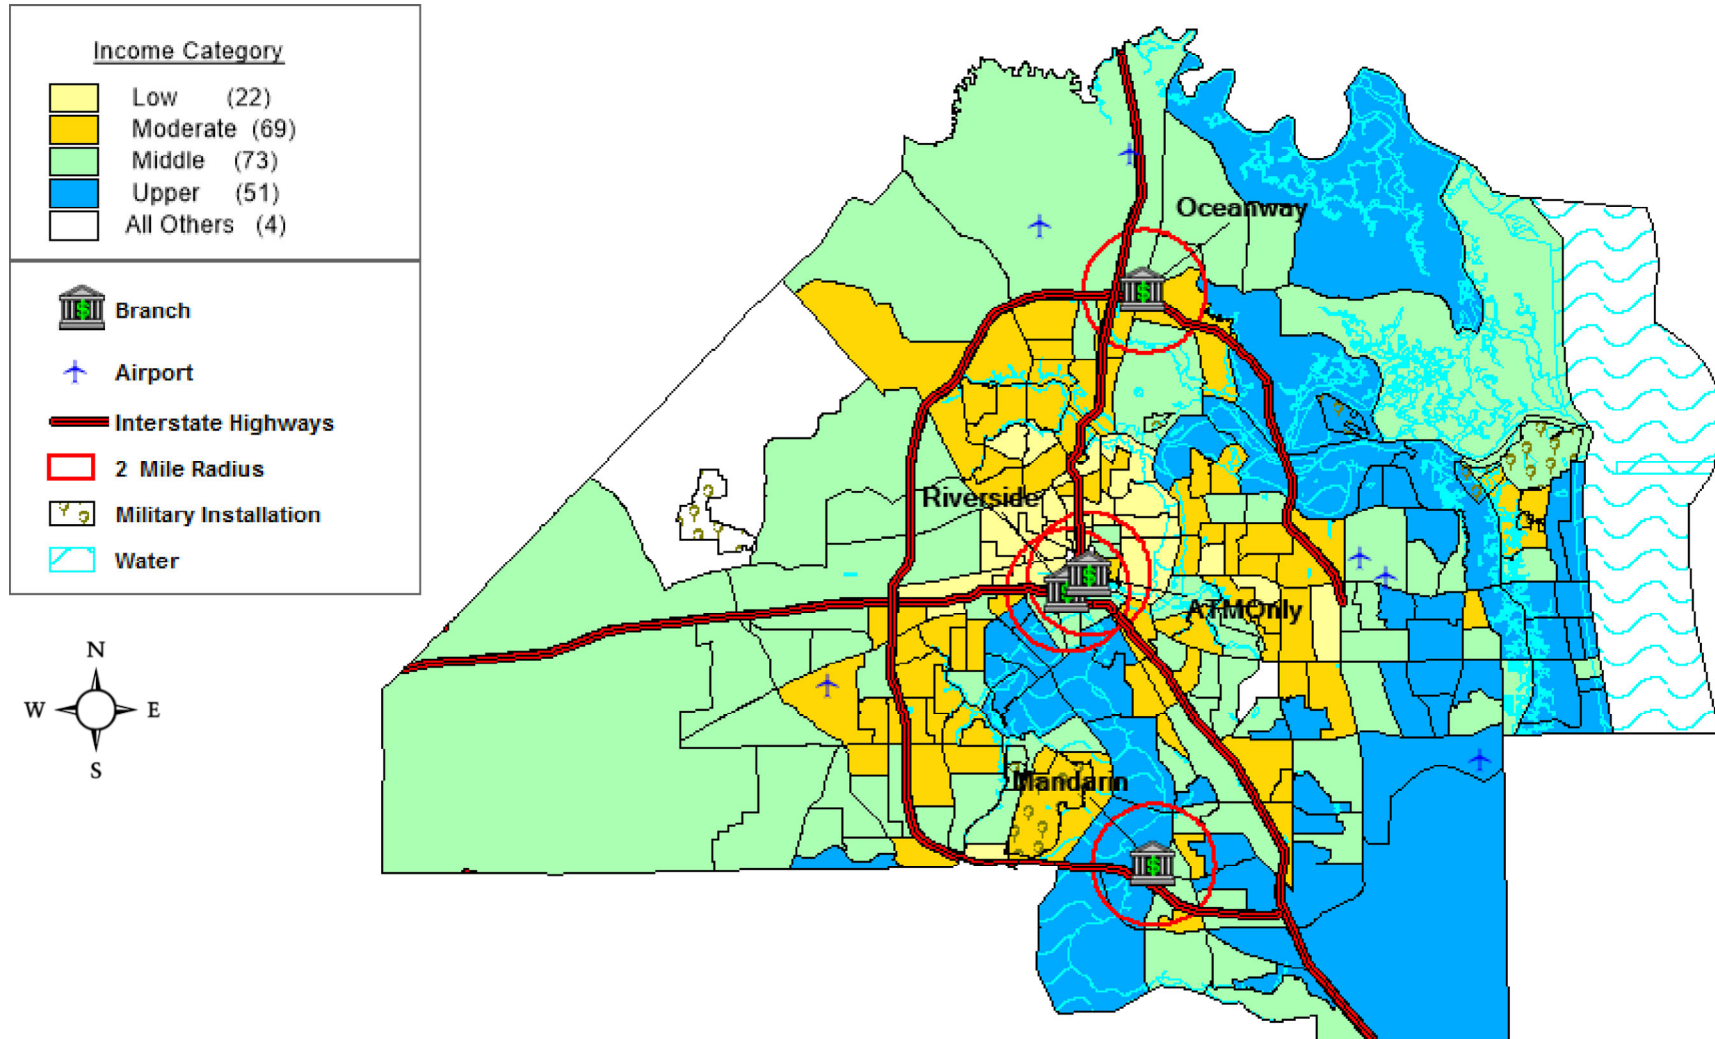 Income Category
Low (22)
Moderate (69)
Middle (73)
Upper (51)
All Others (4)
Branch
Airport
Interstate Highways
2 Mile Radius
Military Installation
Water
N
W E
S
Oceanway
Riverside
ATMOnly
Mandarin